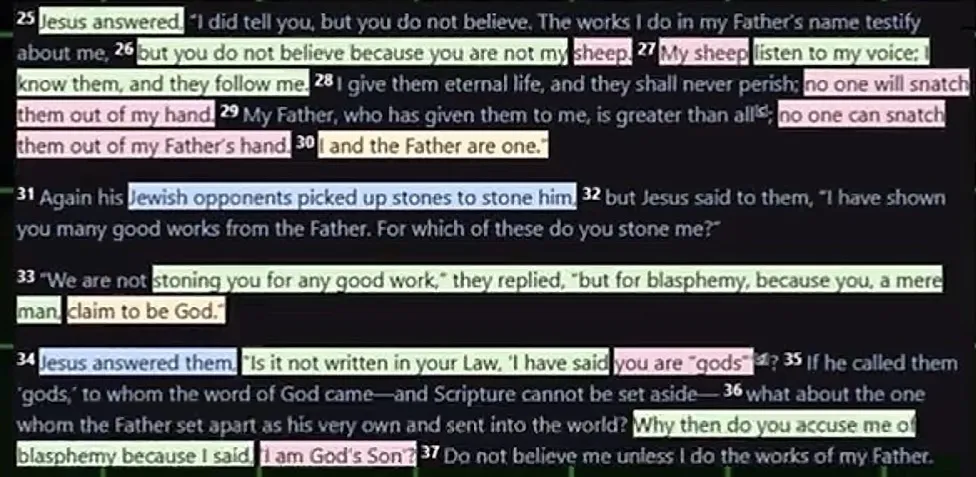 25 Jesus answered, "I did tell you, but you do not believe. The works I do in my Father's name testify
about me, 26 but you do not believe because you are not my sheep. 27 My sheep listen to my voice; I
know them, and they follow me. 28 I give them eternal life, and they shall never perish; no one will snatch
them out of my hand. 29 My Father, who has given them to me, is greater than all[c]; no one can snatch
them out of my Father's hand. 30 I and the Father are one."
31 Again his Jewish opponents picked up stones to stone him, 32 but Jesus said to them, "I have shown
you many good works from the Father. For which of these do you stone me?"
33 "We are not stoning you for any good work," they replied, "but for blasphemy, because you, a mere
man, claim to be God."
34 Jesus answered them, "Is it not written in your Law, 'I have said you are "gods"'[d]? 35 If he called them
'gods,' to whom the word of God came—and Scripture cannot be set aside— 36 what about the one
whom the Father set apart as his very own and sent into the world? Why then do you accuse me of
blasphemy because I said, 'I am God's Son'? 37 Do not believe me unless I do the works of my Father.